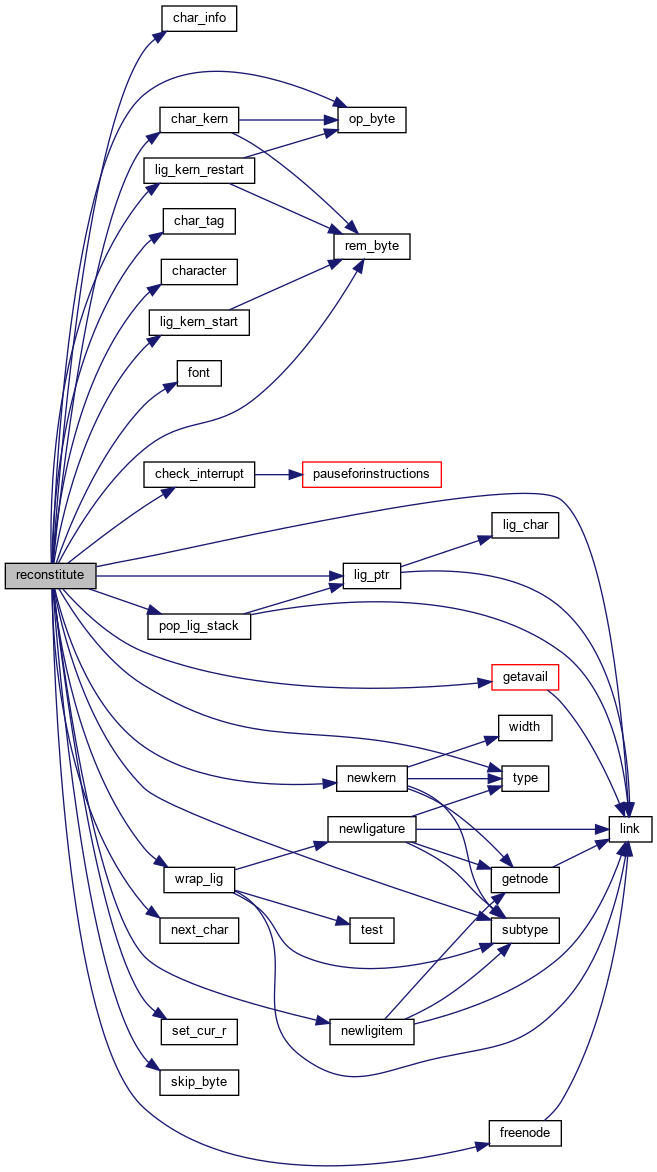 char_info
char_kern
op_byte
lig_kern_restart
char_tag
rem_byte
character
lig_kern_start
font
check_interrupt
pauseforinstructions
lig_char
reconstitute
lig_ptr
pop_lig_stack
getavail
width
newkern
type
newligature
link
wrap_lig
getnode
next_char
test
subtype
set_cur_r
newligitem
skip_byte
freenode